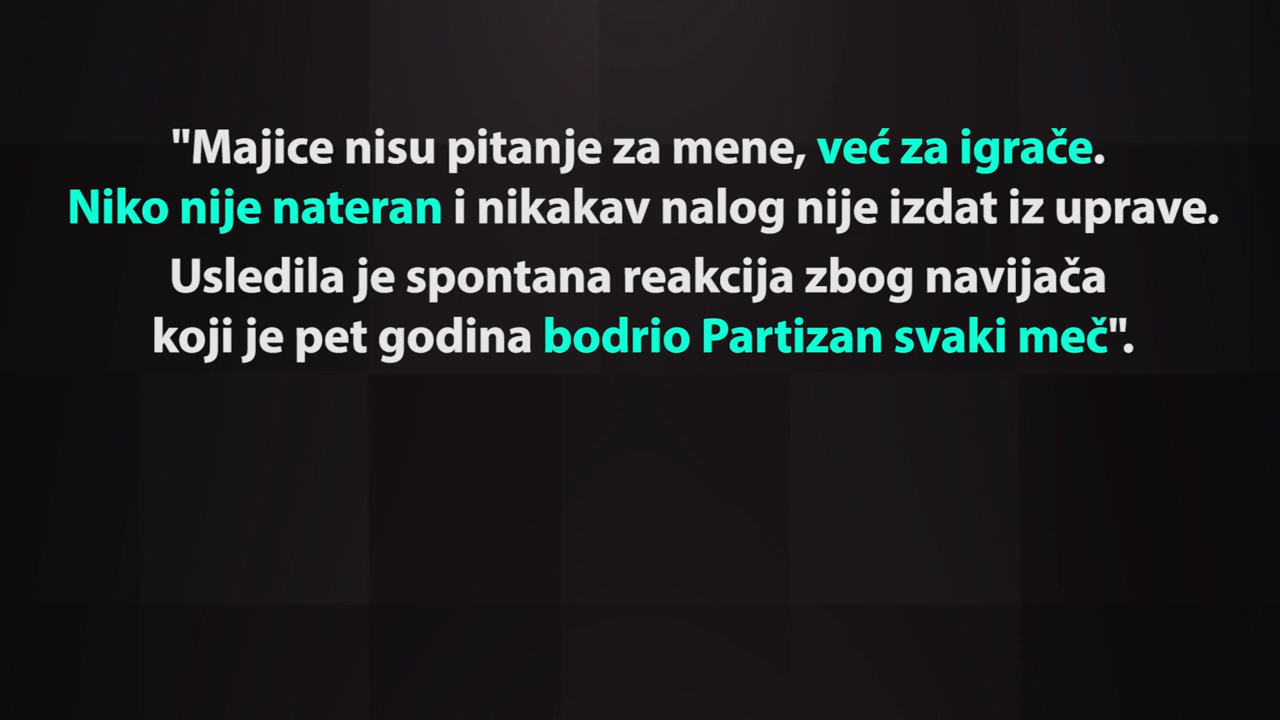 "Majice nisu pitanje za mene, već za igrače.
Niko nije nateran i nikakav nalog nije izdat iz uprave.
Usledila je spontana reakcija zbog navijača
koji je pet godina bodrio Partizan svaki meč".